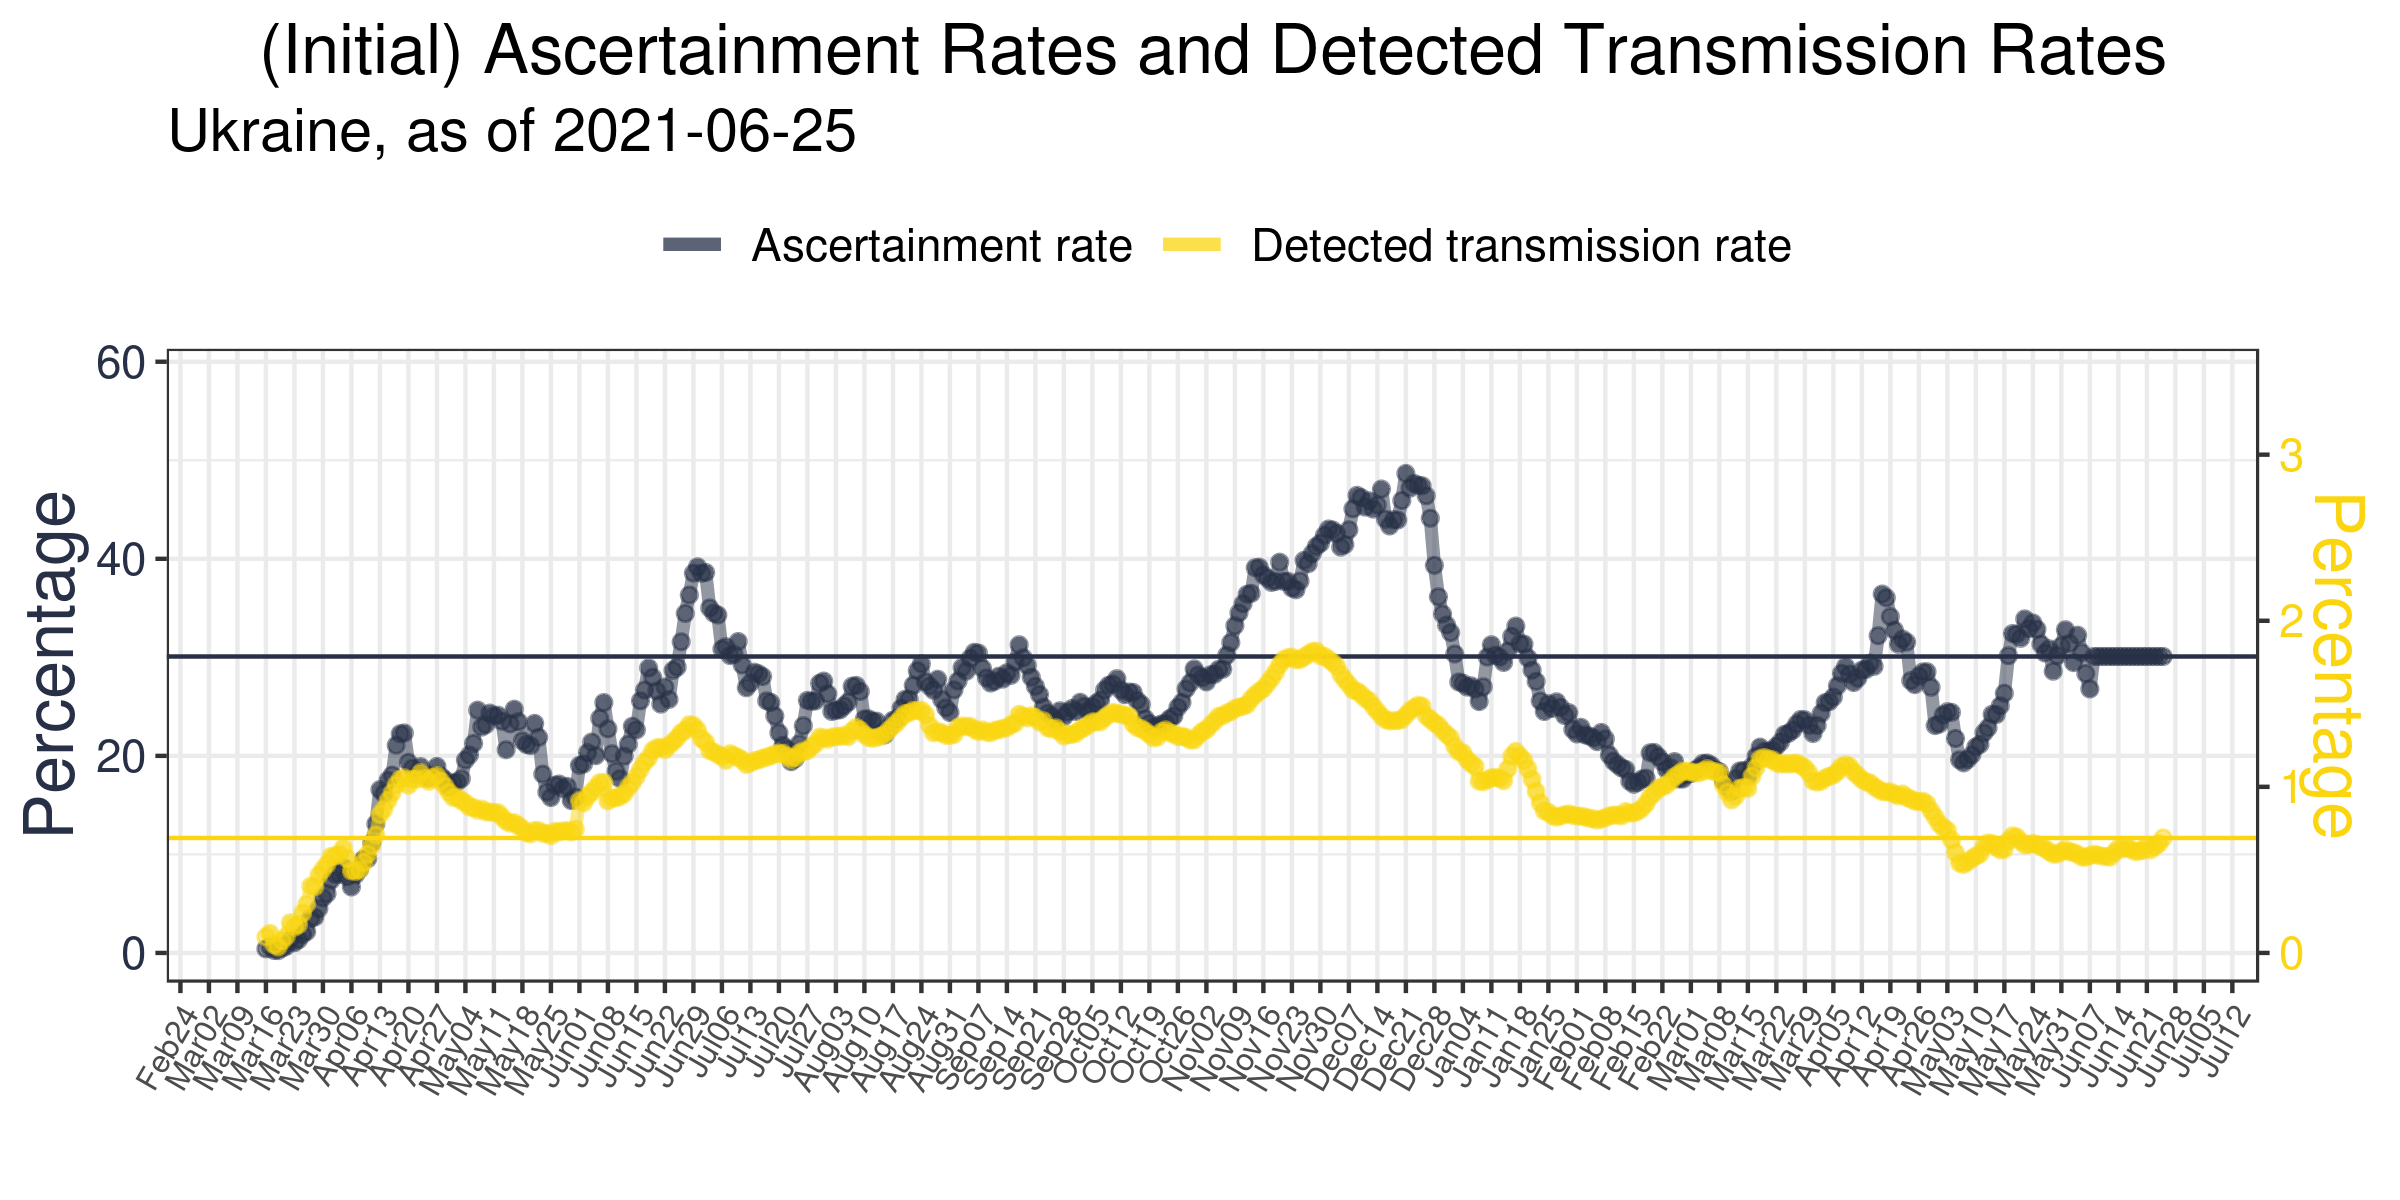 (Initial) Ascertainment Rates and Detected Transmission Rates
Ukraine, as of 2021-06-25
Ascertainment rate Detected transmission rate
Percentage
60
40
20
0
3
2
1
0
Percentage
Feb24 Mar02 Mar09 Mar16 Mar23 Mar30 Apr06 Apr13 Apr20 Apr27 May04 May11 May18 May25 Jun01 Jun08 Jun15 Jun22 Jun29 Jul06 Jul13 Jul20 Jul27 Aug03 Aug10 Aug17 Aug24 Aug31 Sep07 Sep14 Sep21 Sep28 Oct05 Oct12 Oct19 Oct26 Nov02 Nov09 Nov16 Nov23 Nov30 Dec07 Dec14 Dec21 Dec28 Jan04 Jan11 Jan18 Jan25 Feb01 Feb08 Feb15 Feb22 Mar01 Mar08 Mar15 Mar22 Mar29 Apr05 Apr12 Apr19 Apr26 May03 May10 May17 May24 May31 Jun07 Jun14 Jun21 Jun28 Jul05 Jul12